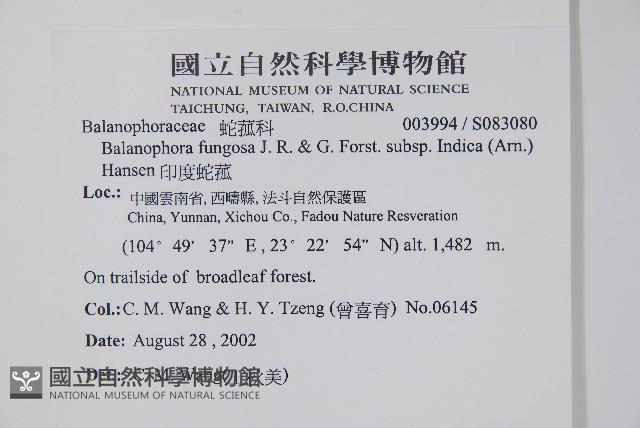 國立自然科學博物館
NATIONAL MUSEUM OF NATURAL SCIENCE
TAICHUNG, TAIWAN, R.O.CHINA
Balanophoraceae 蛇菰科 003994 / S083080
Balanophora fungosa J. R. & G. Forst. subsp. Indica (Arn.)
Hansen 印度蛇菰
Loc.: 中國雲南省, 西疇縣, 法斗自然保護區
China, Yunnan, Xichou Co., Fadou Nature Resveration
(104° 49' 37" E , 23° 22' 54" N) alt. 1,482 m.
On trailside of broadleaf forest.
Col.: C. M. Wang & H. Y. Tzeng (曾喜育) No.06145
Date: August 28 , 2002
Det.: C. M. Wang 美)
國立自然科學博物館
NATIONAL MUSEUM OF NATURAL SCIENCE